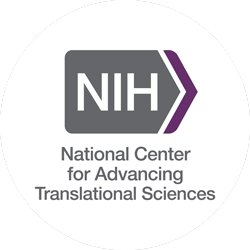 NIH
National Center
for Advancing
Translational Sciences